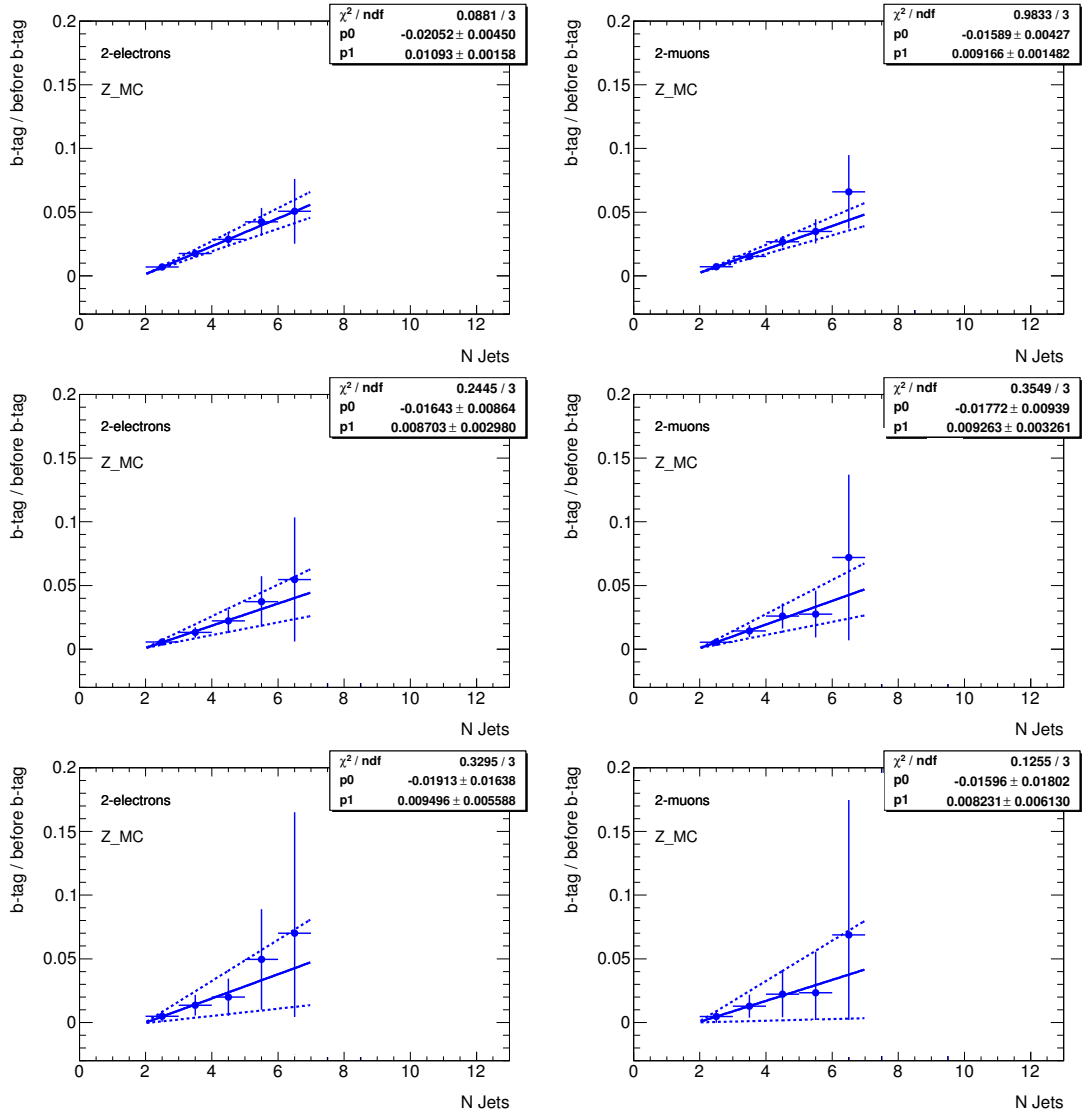 χ² / ndf 0.0881 / 3
p0 -0.02052 ± 0.00450
p1 0.01093 ± 0.00158
2-electrons
Z_MC
b-tag / before b-tag
0.2
0.15
0.1
0.05
0
0 2 4 6 8 10 12
N Jets
χ² / ndf 0.9833 / 3
p0 -0.01589 ± 0.00427
p1 0.009166 ± 0.001482
2-muons
Z_MC
b-tag / before b-tag
0.2
0.15
0.1
0.05
0
0 2 4 6 8 10 12
N Jets
χ² / ndf 0.2445 / 3
p0 -0.01643 ± 0.00864
p1 0.008703 ± 0.002980
2-electrons
Z_MC
b-tag / before b-tag
0.2
0.15
0.1
0.05
0
0 2 4 6 8 10 12
N Jets
χ² / ndf 0.3549 / 3
p0 -0.01772 ± 0.00939
p1 0.009263 ± 0.003261
2-muons
Z_MC
b-tag / before b-tag
0.2
0.15
0.1
0.05
0
0 2 4 6 8 10 12
N Jets
χ² / ndf 0.3295 / 3
p0 -0.01913 ± 0.01638
p1 0.009496 ± 0.005588
2-electrons
Z_MC
b-tag / before b-tag
0.2
0.15
0.1
0.05
0
0 2 4 6 8 10 12
N Jets
χ² / ndf 0.1255 / 3
p0 -0.01596 ± 0.01802
p1 0.008231 ± 0.006130
2-muons
Z_MC
b-tag / before b-tag
0.2
0.15
0.1
0.05
0
0 2 4 6 8 10 12
N Jets